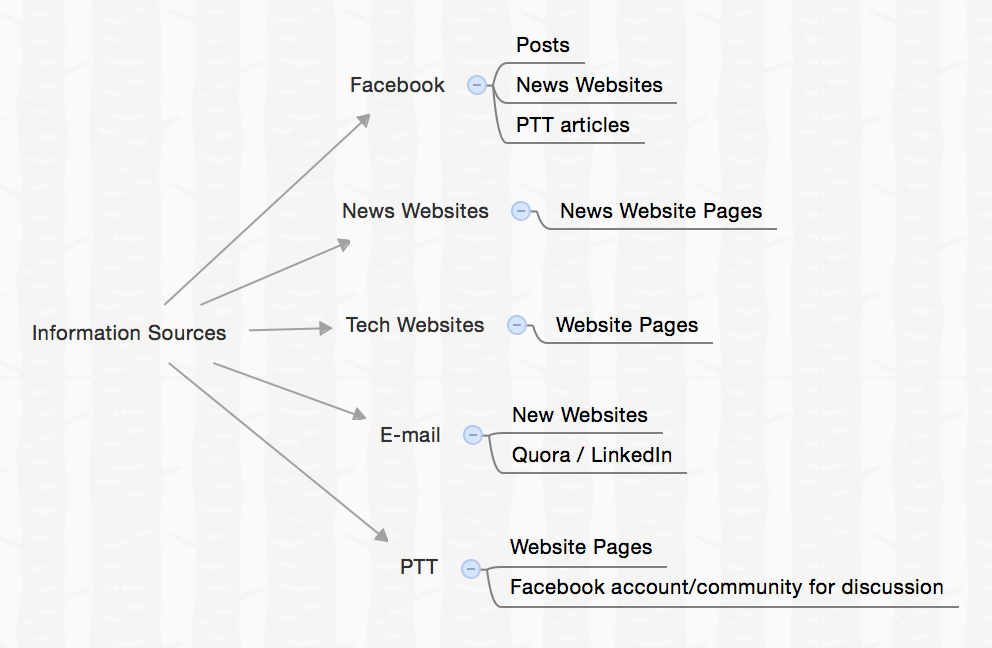 Information Sources
Facebook
Posts
News Websites
PTT articles
News Websites
News Website Pages
Tech Websites
Website Pages
E-mail
New Websites
Quora / LinkedIn
PTT
Website Pages
Facebook account/community for discussion